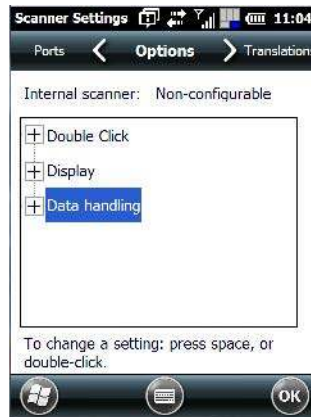 Scanner Settings 11:04
Ports Options Translation
Internal scanner: Non-configurable
Double Click
Display
Data handling
To change a setting: press space, or
double-click.
OK